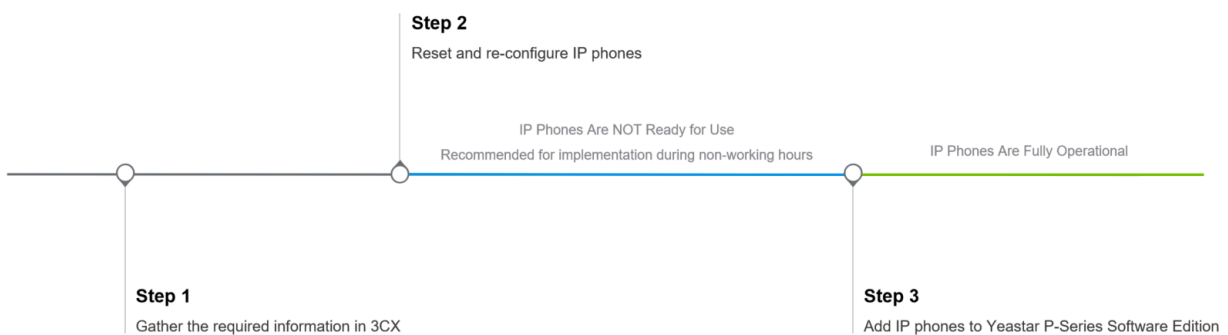 Step 2
Reset and re-configure IP phones
IP Phones Are NOT Ready for Use
Recommended for implementation during non-working hours
IP Phones Are Fully Operational
Step 1
Gather the required information in 3CX
Step 3
Add IP phones to Yeastar P-Series Software Edition